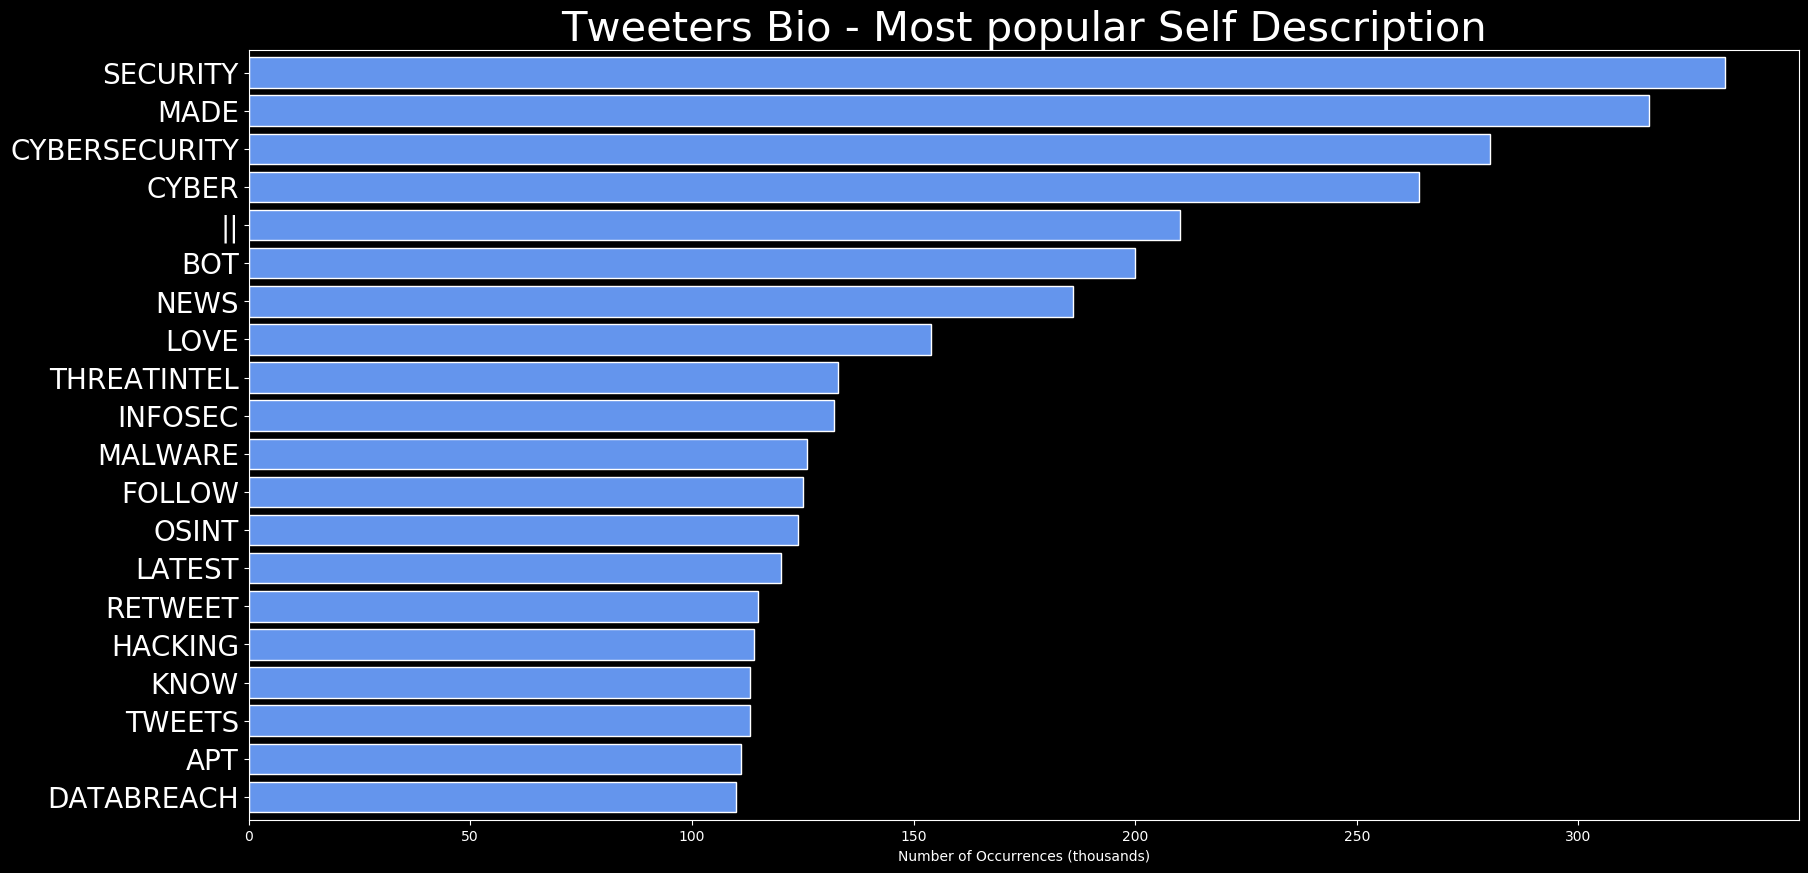 Tweeters Bio - Most popular Self Description
SECURITY
MADE
CYBERSECURITY
CYBER
||
BOT
NEWS
LOVE
THREATINTEL
INFOSEC
MALWARE
FOLLOW
OSINT
LATEST
RETWEET
HACKING
KNOW
TWEETS
APT
DATABREACH
0 50 100 150 200 250 300
Number of Occurrences (thousands)